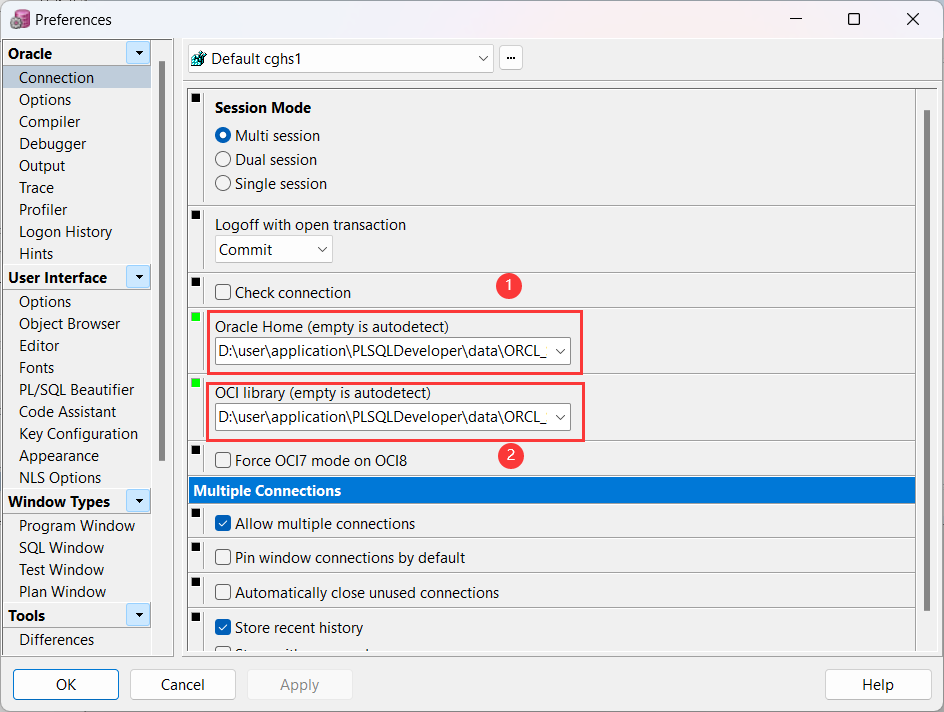 Preferences
Oracle
Connection
Options
Compiler
Debugger
Output
Trace
Profiler
Logon History
Hints
User Interface
Options
Object Browser
Editor
Fonts
PL/SQL Beautifier
Code Assistant
Key Configuration
Appearance
NLS Options
Window Types
Program Window
SQL Window
Test Window
Plan Window
Tools
Differences
Default cghs1
...
Session Mode
Multi session
Dual session
Single session
Logoff with open transaction
Commit
Check connection
1
Oracle Home (empty is autodetect)
D:\user\application\PLSQLDeveloper\data\ORCL_
OCI library (empty is autodetect)
D:\user\application\PLSQLDeveloper\data\ORCL_
2
Force OCI7 mode on OCI8
Multiple Connections
Allow multiple connections
Pin window connections by default
Automatically close unused connections
Store recent history
OK
Cancel
Apply
Help